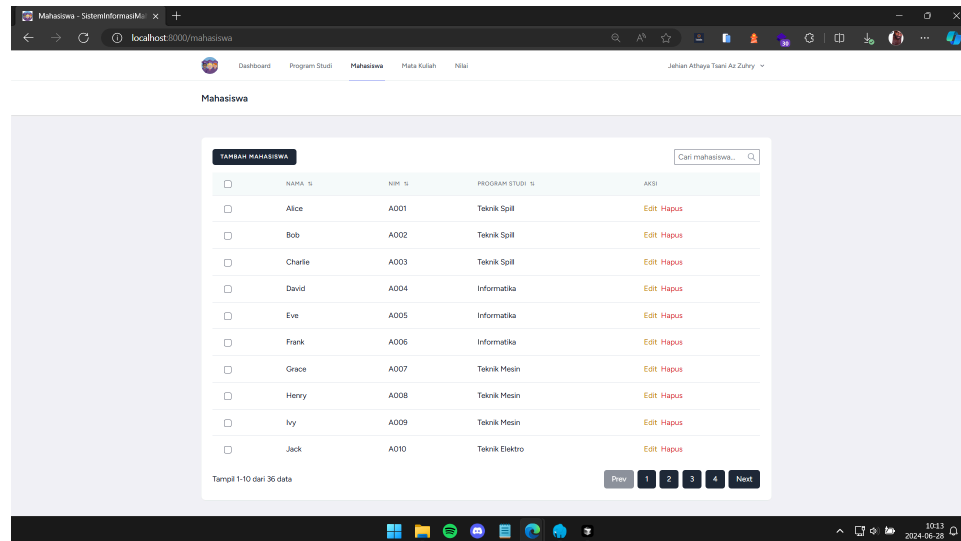 Mahasiswa - SistemInformasiMa
localhost:8000/mahasiswa
30
Dashboard Program Studi Mahasiswa Mata Kuliah Nilai Jehian Athaya Tsani Az Zuhry
Mahasiswa
TAMBAH MAHASISWA Cari mahasiswa...
NAMA NIM PROGRAM STUDI AKSI
Alice A001 Teknik Spill Edit Hapus
Bob A002 Teknik Spill Edit Hapus
Charlie A003 Teknik Spill Edit Hapus
David A004 Informatika Edit Hapus
Eve A005 Informatika Edit Hapus
Frank A006 Informatika Edit Hapus
Grace A007 Teknik Mesin Edit Hapus
Henry A008 Teknik Mesin Edit Hapus
Ivy A009 Teknik Mesin Edit Hapus
Jack A010 Teknik Elektro Edit Hapus
Tampil 1-10 dari 36 data Prev 1 2 3 4 Next
10:13
2024-06-28